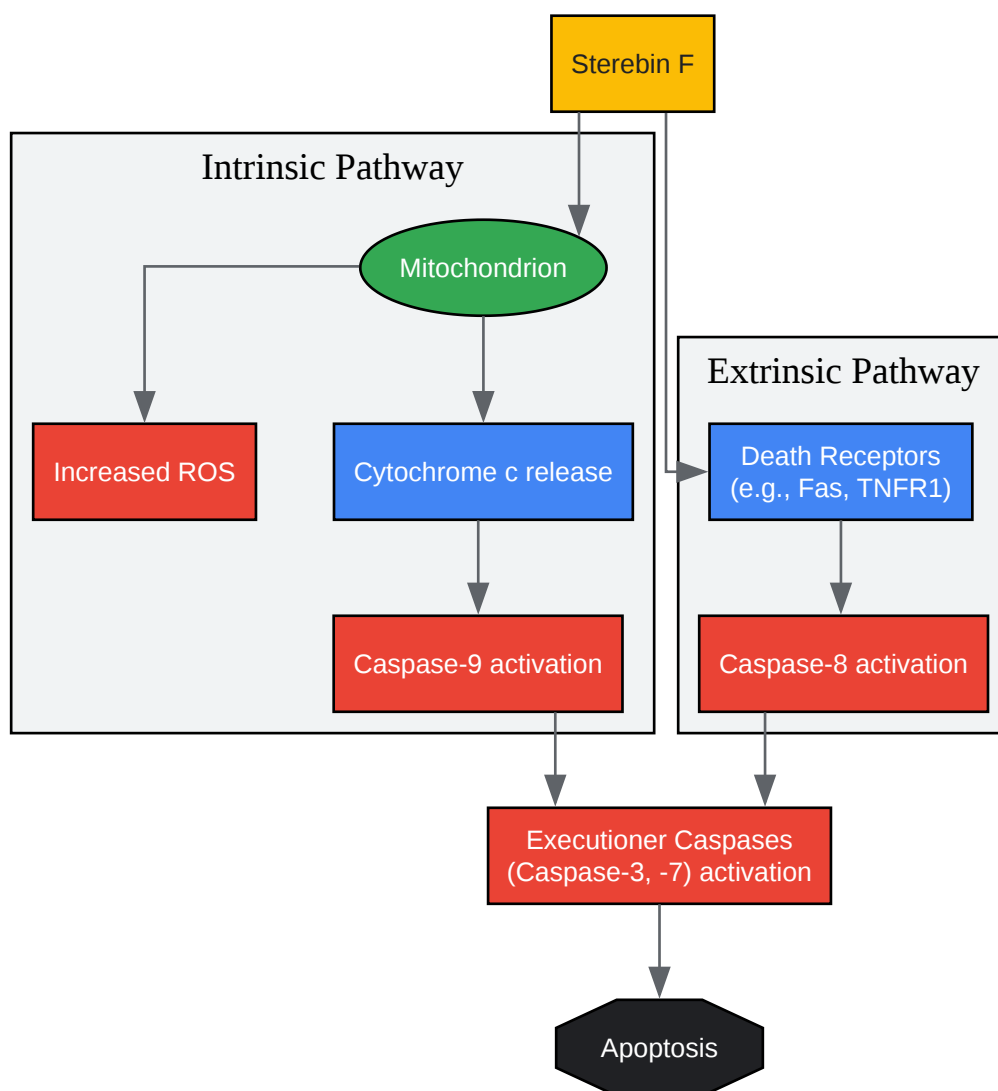 Sterebin F
Intrinsic Pathway
Mitochondrion
Extrinsic Pathway
Increased ROS
Cytochrome c release
Death Receptors
(e.g., Fas, TNFR1)
Caspase-9 activation
Caspase-8 activation
Executioner Caspases
(Caspase-3, -7) activation
Apoptosis